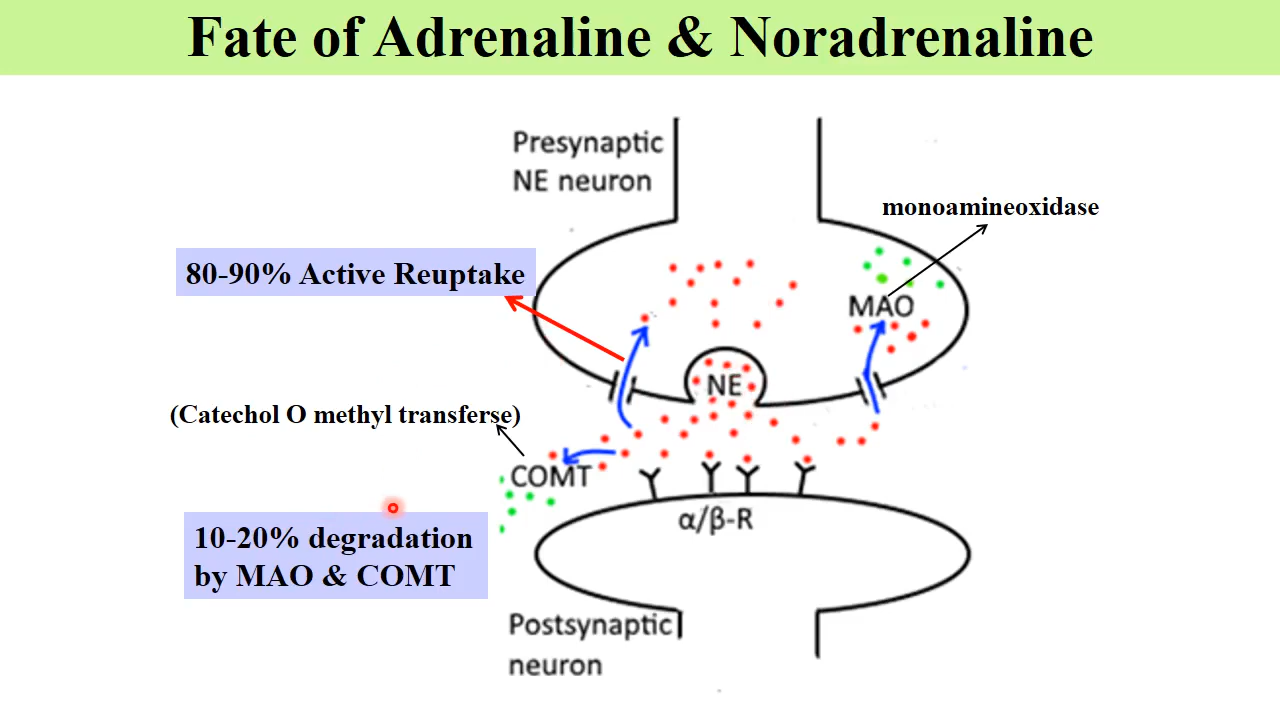 Fate of Adrenaline & Noradrenaline
Presynaptic
NE neuron
monoamineoxidase
80-90% Active Reuptake
MAO
NE
(Catechol O methyl transferse)
COMT
α/β-R
10-20% degradation
by MAO & COMT
Postsynaptic
neuron